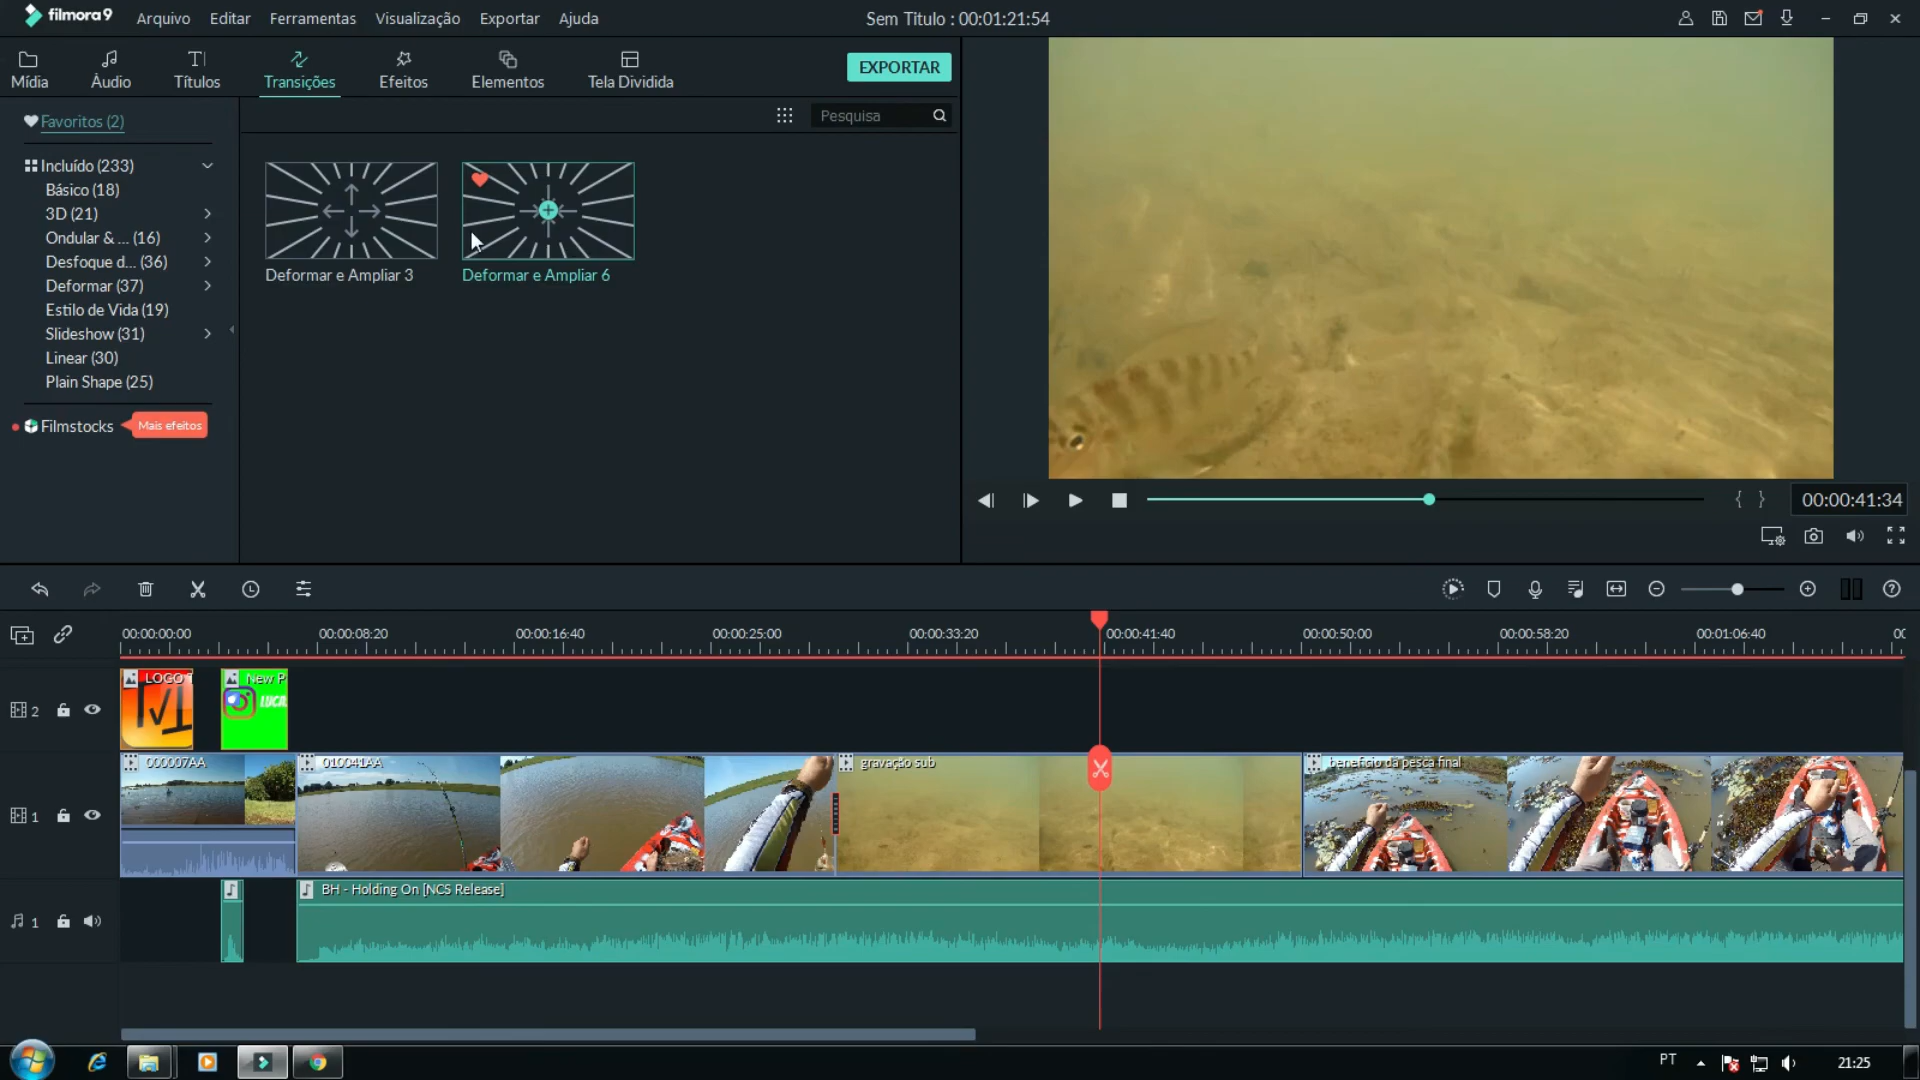 filmora9 Arquivo Editar Ferramentas Visualização Exportar Ajuda Sem Titulo : 00:01:21:54
Mídia Áudio Títulos Transições Efeitos Elementos Tela Dividida EXPORTAR
Favoritos (2)
Pesquisa
Incluído (233)
Básico (18)
3D (21)
Ondular & ... (16)
Desfoque d... (36)
Deformar (37)
Estilo de Vida (19)
Slideshow (31)
Linear (30)
Plain Shape (25)
Filmstocks Mais efeitos
Deformar e Ampliar 3 Deformar e Ampliar 6
00:00:41:34
00:00:00:00 00:00:08:20 00:00:16:40 00:00:25:00 00:00:33:20 00:00:41:40 00:00:50:00 00:00:58:20 00:01:06:40 00
2 LOGO New P
1 000007AA 010041AA gravação sub beneficio da pesca final
1 BH - Holding On [NCS Release]
PT 21:25